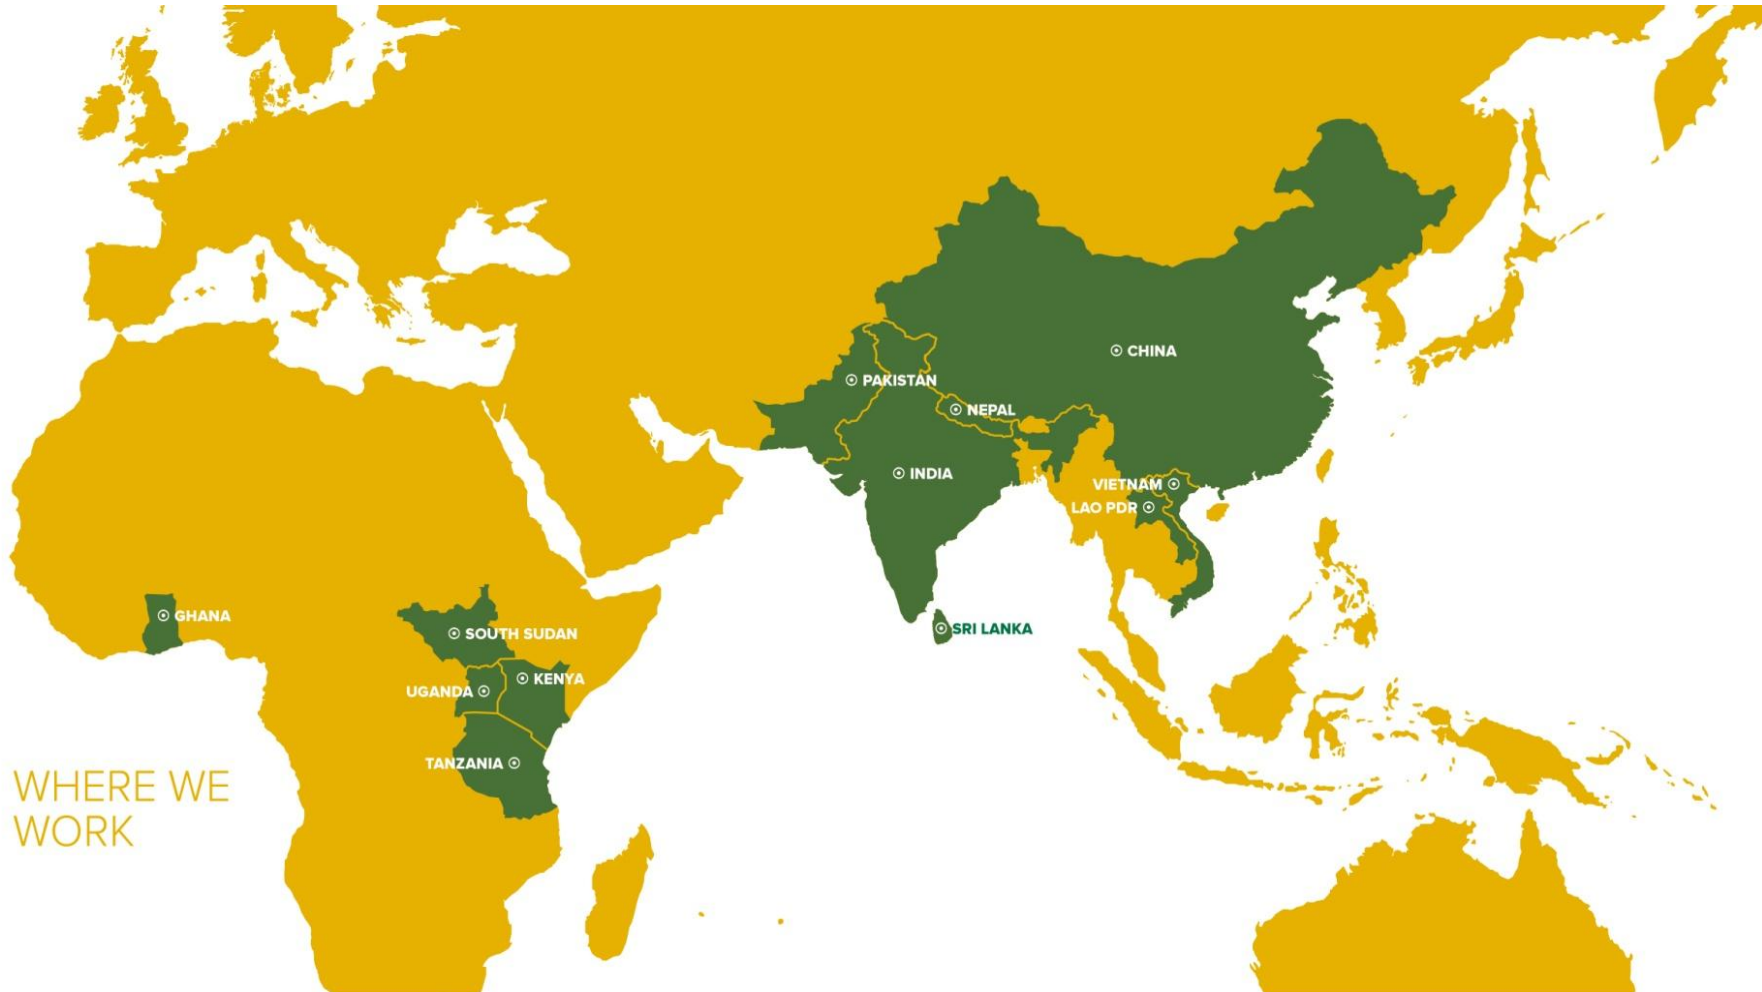 CHINA
PAKISTAN
NEPAL
INDIA
VIETNAM
LAO PDR
GHANA
SRI LANKA
SOUTH SUDAN
KENYA
UGANDA
TANZANIA
WHERE WE
WORK